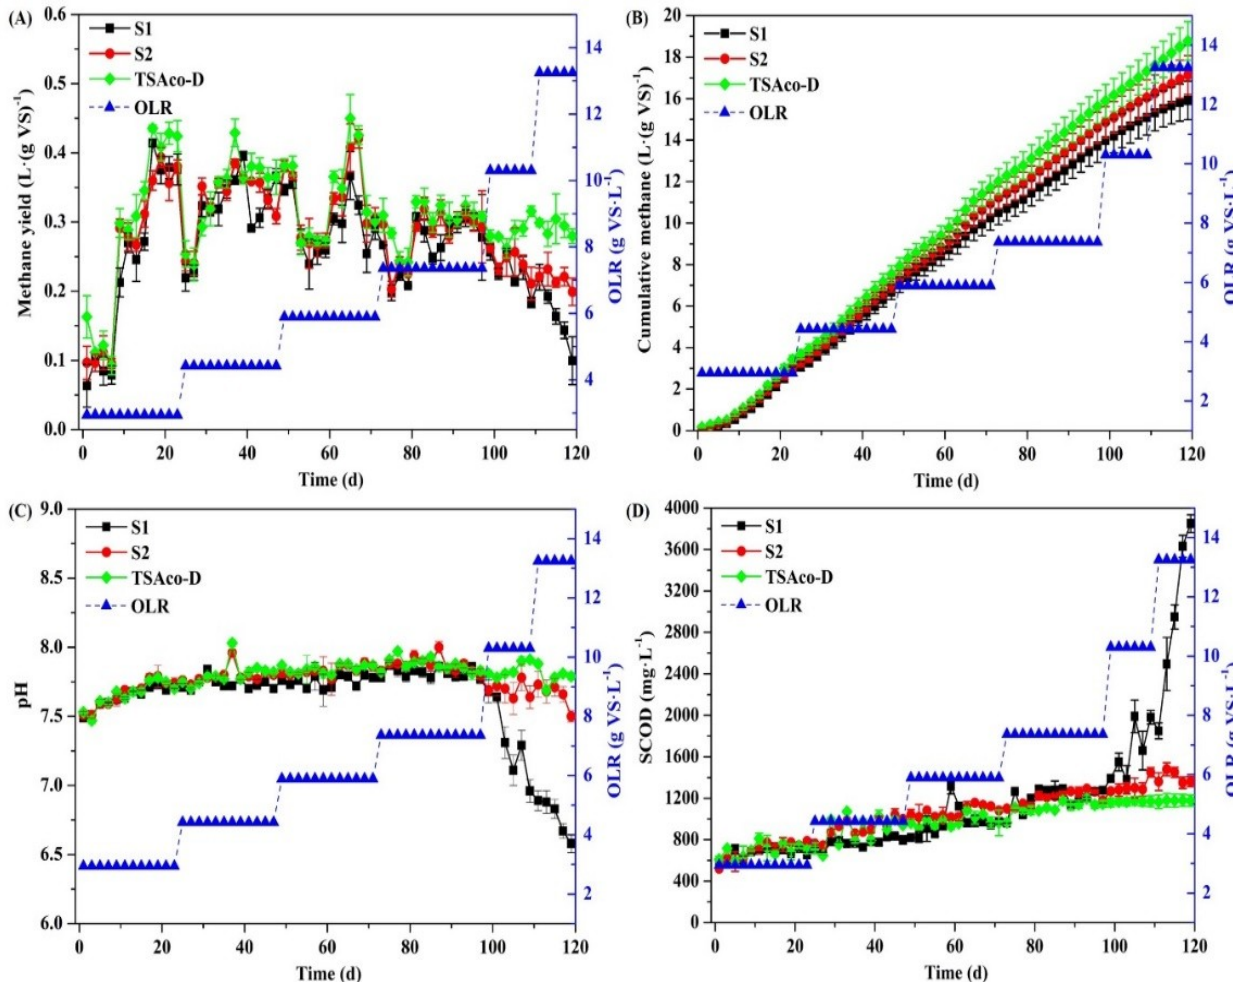 (A)
S1
S2
TSAco-D
OLR
Methane yield (L·(g VS)⁻¹)
0.6
0.5
0.4
0.3
0.2
0.1
0.0
OLR (g VS·L⁻¹)
14
12
10
8
6
4
0 20 40 60 80 100 120
Time (d)
(B)
S1
S2
TSAco-D
OLR
Cumulative methane (L·(g VS)⁻¹)
20
18
16
14
12
10
8
6
4
2
0
OLR (g VS·L⁻¹)
14
12
10
8
6
4
2
0 20 40 60 80 100 120
Time (d)
(C)
S1
S2
TSAco-D
OLR
pH
9.0
8.5
8.0
7.5
7.0
6.5
6.0
OLR (g VS·L⁻¹)
14
12
10
8
6
4
2
0 20 40 60 80 100 120
Time (d)
(D)
S1
S2
TSAco-D
OLR
SCOD (mg·L⁻¹)
4000
3600
3200
2800
2400
2000
1600
1200
800
400
0
OLR (g VS·L⁻¹)
14
12
10
8
6
4
2
0 20 40 60 80 100 120
Time (d)